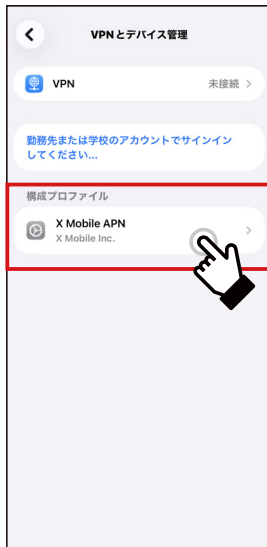 VPNとデバイス管理
VPN
未接続
勤務先または学校のアカウントでサインイン
してください...
構成プロファイル
X Mobile APN
X Mobile Inc.